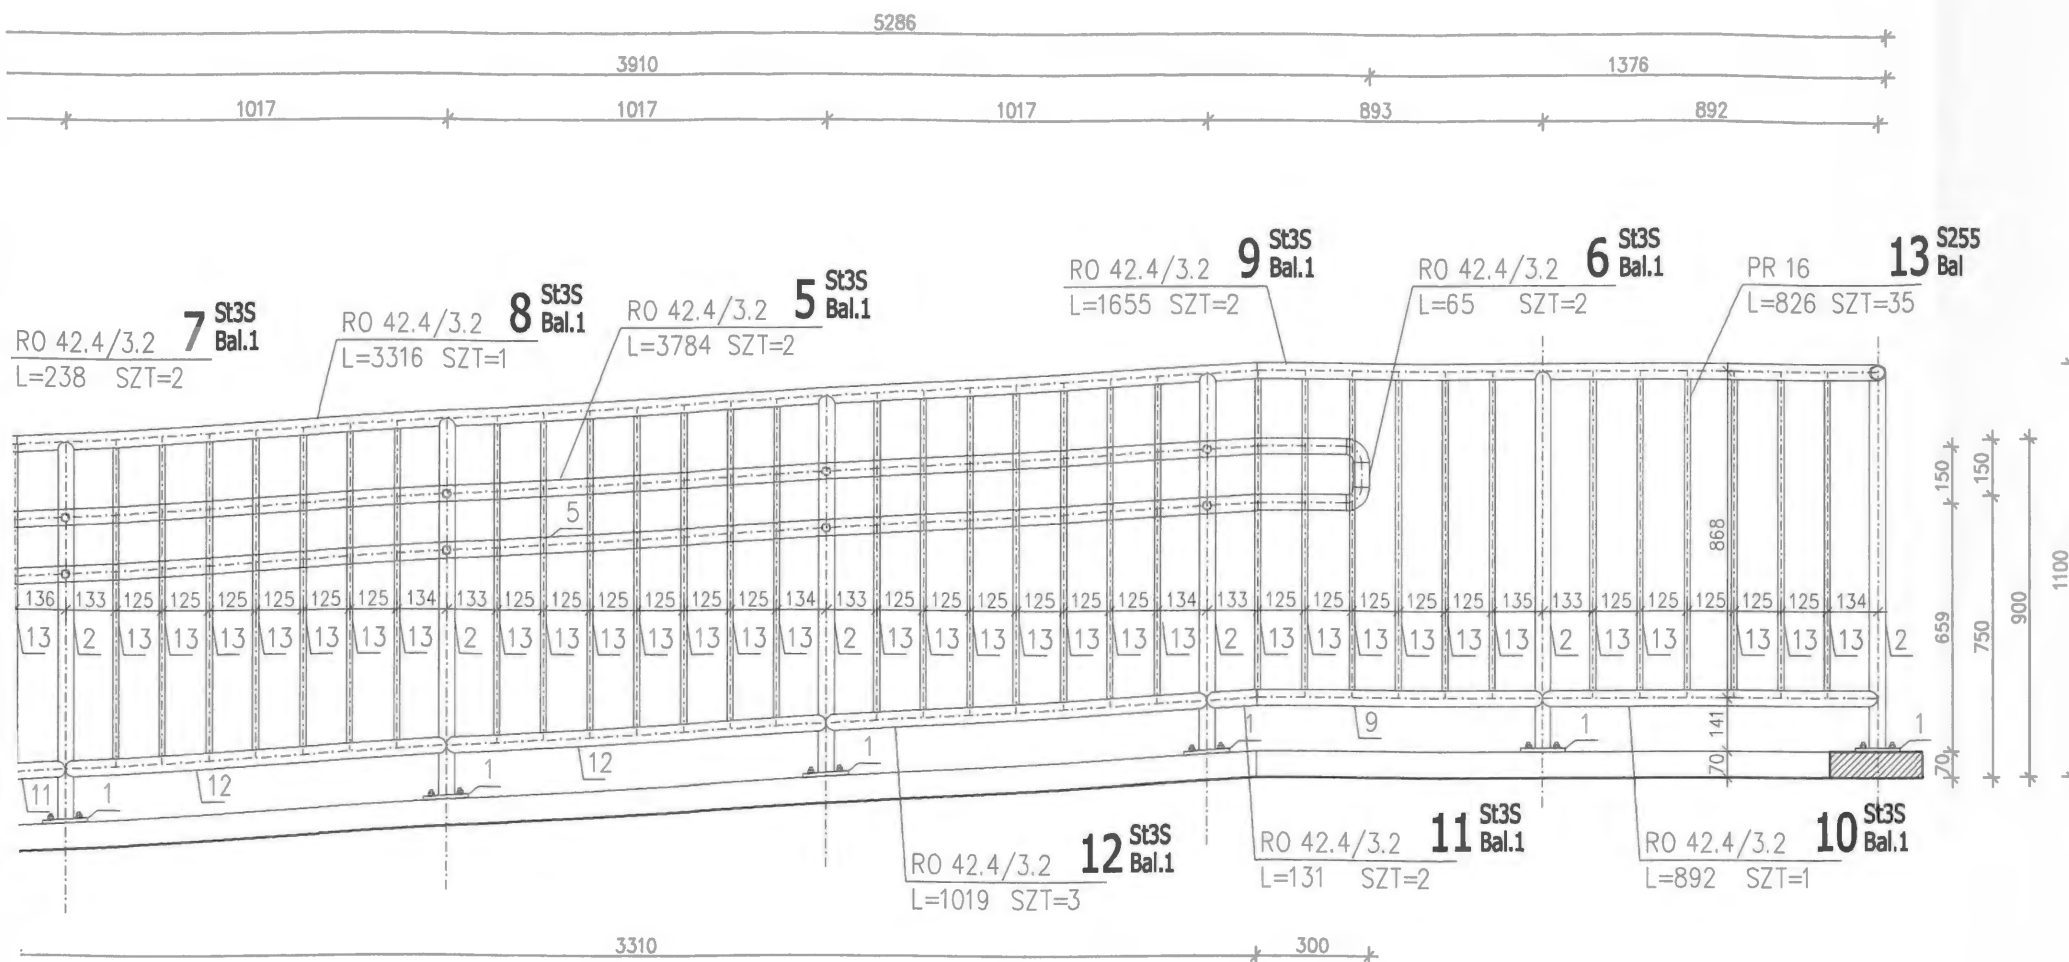 5286
3910 1376
1017 1017 1017 893 892
RO 42.4/3.2 7 St3S Bal.1
L=238 SZT=2
RO 42.4/3.2 8 St3S Bal.1
L=3316 SZT=1
RO 42.4/3.2 5 St3S Bal.1
L=3784 SZT=2
RO 42.4/3.2 9 St3S Bal.1
L=1655 SZT=2
RO 42.4/3.2 6 St3S Bal.1
L=65 SZT=2
PR 16 13 S255 Bal
L=826 SZT=35
5
150 150
868
1100
900
750
659
136 133 125 125 125 125 125 125 134 133 125 125 125 125 125 125 134 133 125 125 125 125 125 125 134 133 125 125 125 125 125 135 133 125 125 125 125 125 134
13 2 13 13 13 13 13 13 13 2 13 13 13 13 13 13 13 2 13 13 13 13 13 13 13 2 13 13 13 13 13 13 2 13 13 13 13 13 2
141
70
70
11 1 12 1 12 1 1 9 1 1
RO 42.4/3.2 12 St3S Bal.1
L=1019 SZT=3
RO 42.4/3.2 11 St3S Bal.1
L=131 SZT=2
RO 42.4/3.2 10 St3S Bal.1
L=892 SZT=1
3310 300